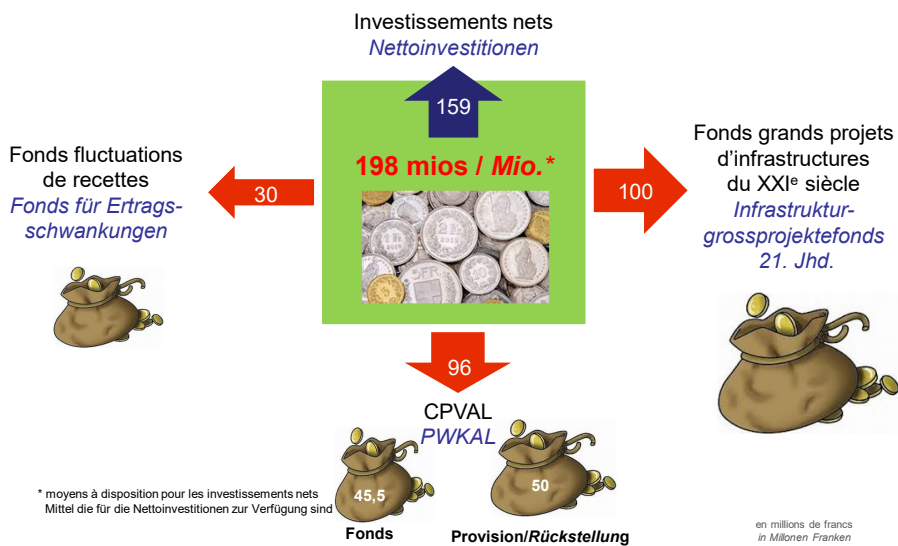 Investissements nets
Nettoinvestitionen
159
198 mios / Mio.*
Fonds fluctuations
de recettes
Fonds für Ertrags-
schwankungen
30
100
Fonds grands projets
d'infrastructures
du XXIe siècle
Infrastruktur-
grossprojektefonds
21. Jhd.
96
CPVAL
PWKAL
45,5
50
Fonds
Provision/Rückstellung
* moyens à disposition pour les investissements nets
Mittel die für die Nettoinvestitionen zur Verfügung sind
en millions de francs
in Millonen Franken